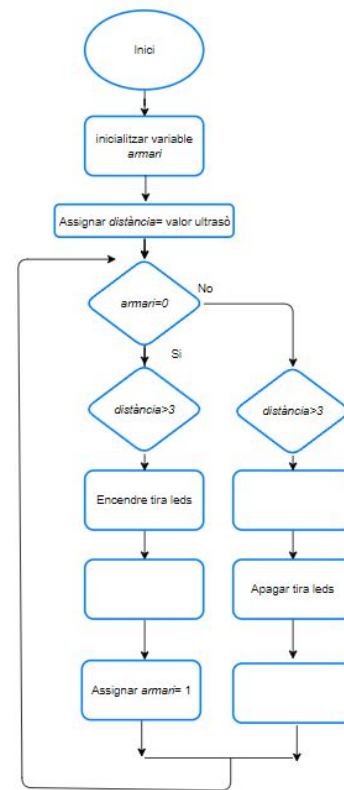 Inici
inicialitzar variable
armari
Assignar distància= valor ultrasò
armari=0
No
Si
distància>3
distància>3
Encendre tira leds
Apagar tira leds
Assignar armari= 1